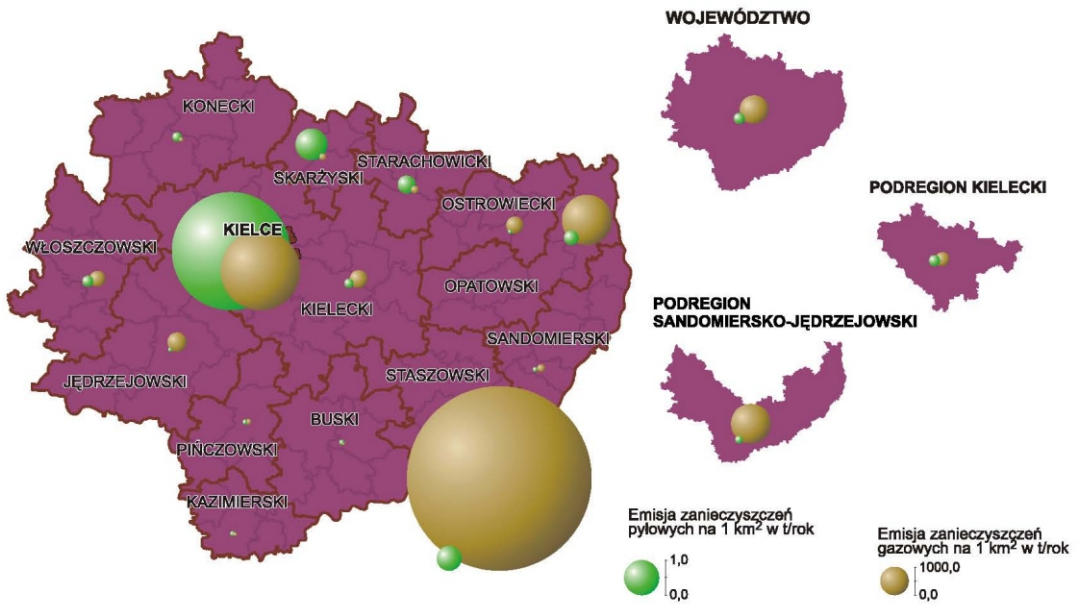 WOJEWÓDZTWO
KONECKI
SKARŻYSKI
STARACHOWICKI
OSTROWIECKI
PODREGION KIELECKI
KIELCE
WŁOSZCZOWSKI
OPATOWSKI
KIELECKI
PODREGION
SANDOMIERSKO-JĘDRZEJOWSKI
SANDOMIERSKI
JĘDRZEJOWSKI
STASZOWSKI
BUSKI
PIŃCZOWSKI
KAZIMIERSKI
Emisja zanieczyszczeń
pyłowych na 1 km² w t/rok
1,0
0,0
Emisja zanieczyszczeń
gazowych na 1 km² w t/rok
1000,0
0,0